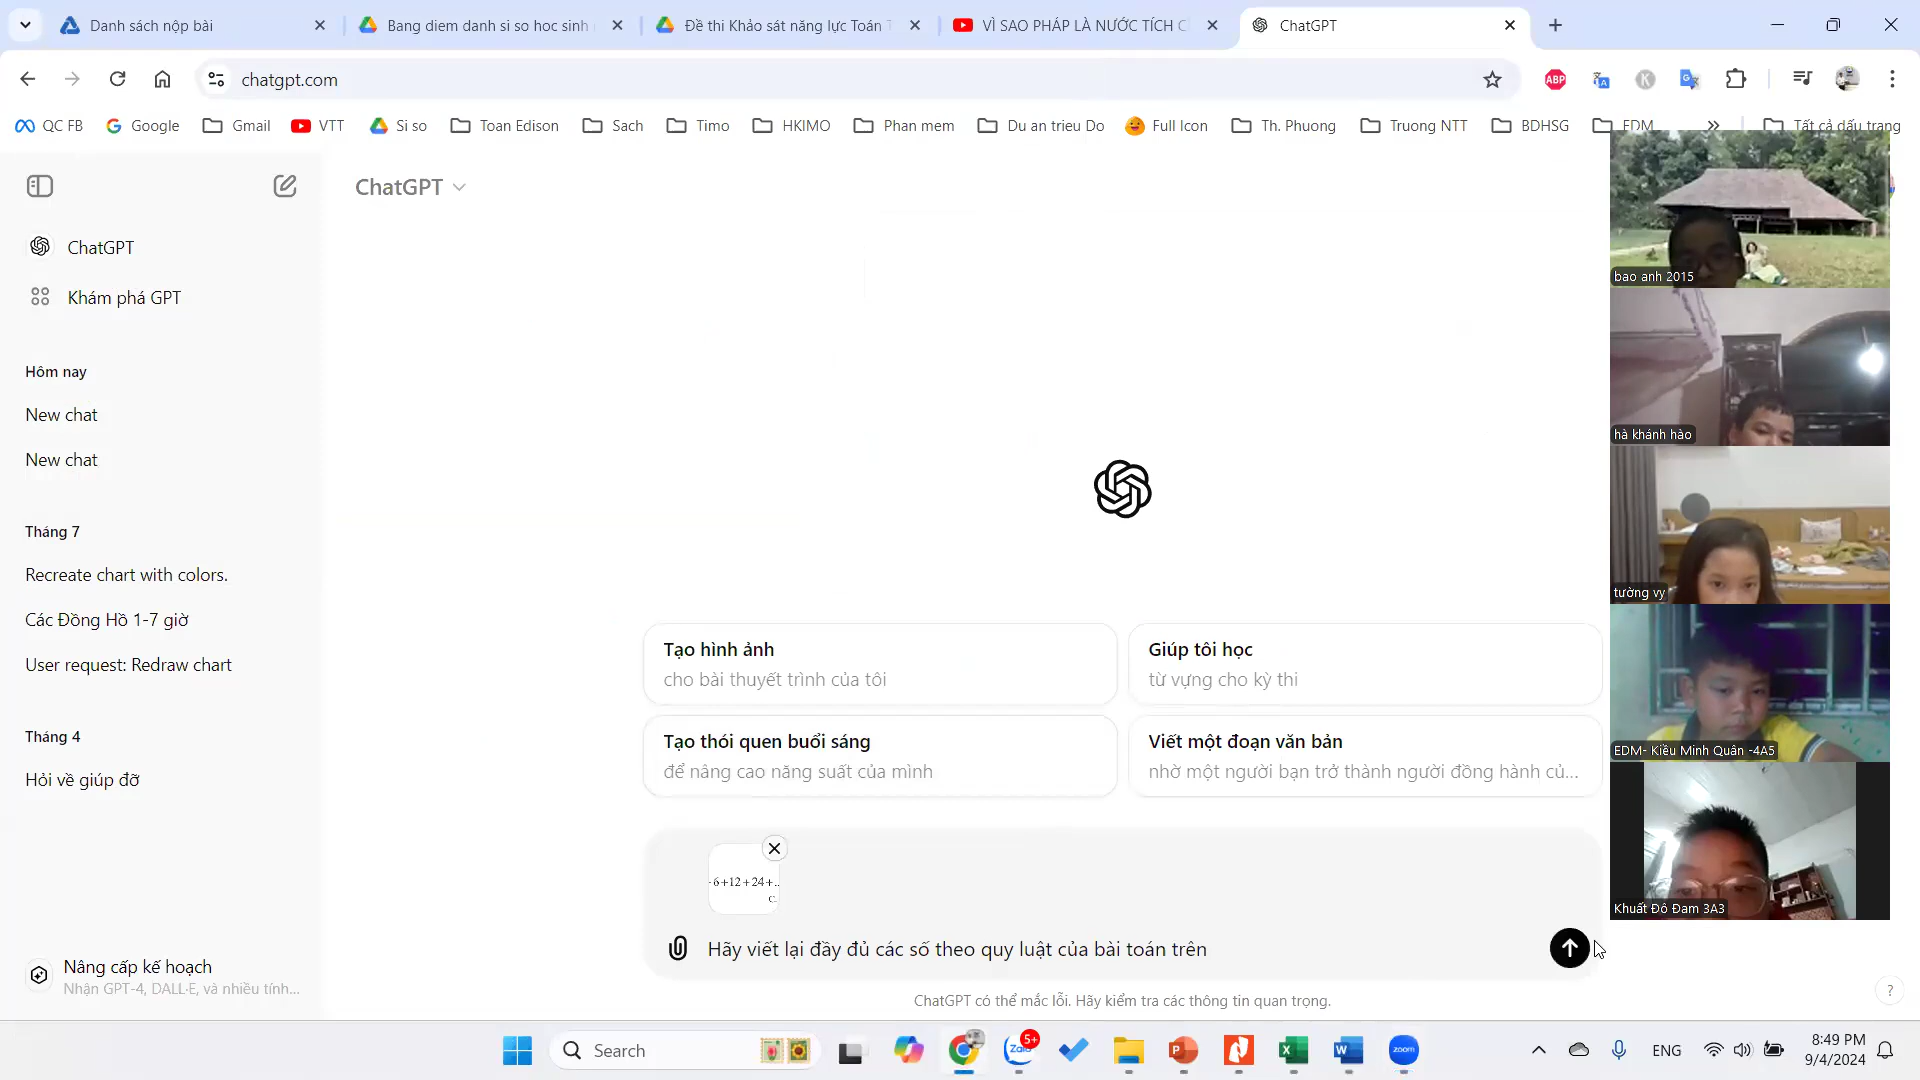 Danh sách nộp bài
Bang diem danh si so hoc sinh
Đề thi Khảo sát năng lực Toán T
VÌ SAO PHÁP LÀ NƯỚC TÍCH C
ChatGPT
chatgpt.com
ABP
K
QC FB
Google
Gmail
VTT
Si so
Toan Edison
Sach
Timo
HKIMO
Phan mem
Du an trieu Do
Full Icon
Th. Phuong
Truong NTT
BDHSG
EDM
Tất cả dấu trang
ChatGPT
ChatGPT
Khám phá GPT
Hôm nay
New chat
New chat
Tháng 7
Recreate chart with colors.
Các Đồng Hồ 1-7 giờ
User request: Redraw chart
Tháng 4
Hỏi về giúp đỡ
Nâng cấp kế hoạch
Nhận GPT-4, DALL·E, và nhiều tính...
Tạo hình ảnh
cho bài thuyết trình của tôi
Giúp tôi học
từ vựng cho kỳ thi
Tạo thói quen buổi sáng
để nâng cao năng suất của mình
Viết một đoạn văn bản
nhờ một người bạn trở thành người đồng hành củ...
6+12+24+..
C.
Hãy viết lại đầy đủ các số theo quy luật của bài toán trên
ChatGPT có thể mắc lỗi. Hãy kiểm tra các thông tin quan trọng.
?
bao anh 2015
hà khánh hào
tường vy
EDM- Kiều Minh Quân -4A5
Khuất Đô Đam 3A3
Search
Zalo
5+
zoom
ENG
8:49 PM
9/4/2024